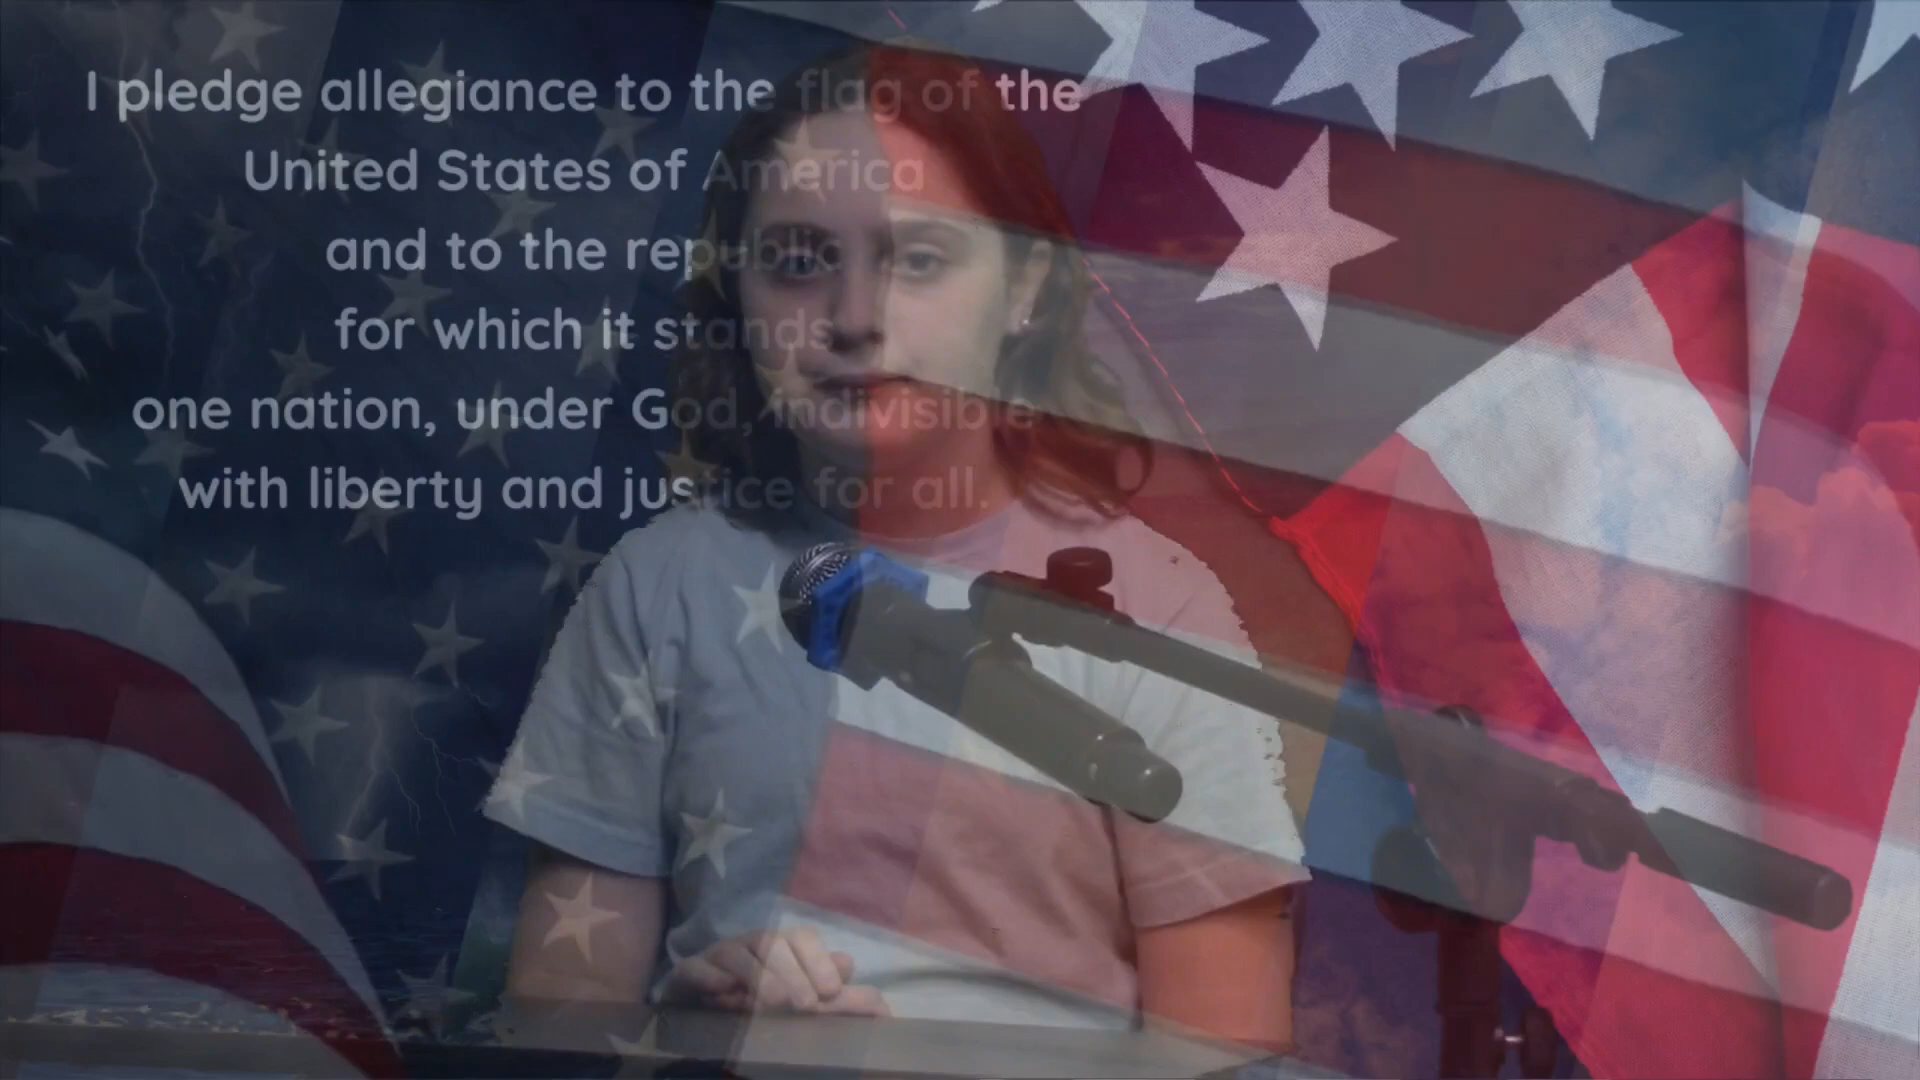 I pledge allegiance to the flag of the
United States of America
and to the republic
for which it stands
one nation, under God, indivisible
with liberty and justice for all.